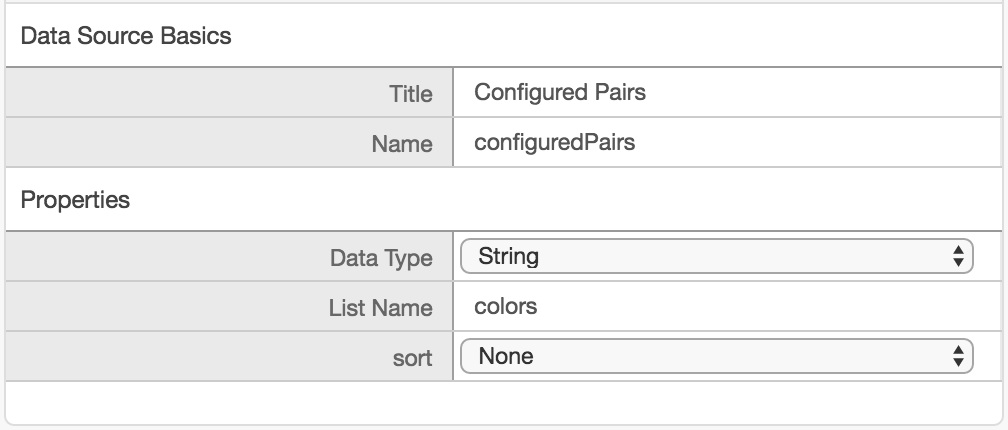 Data Source Basics
Title Configured Pairs
Name configuredPairs
Properties
Data Type String
List Name colors
sort None